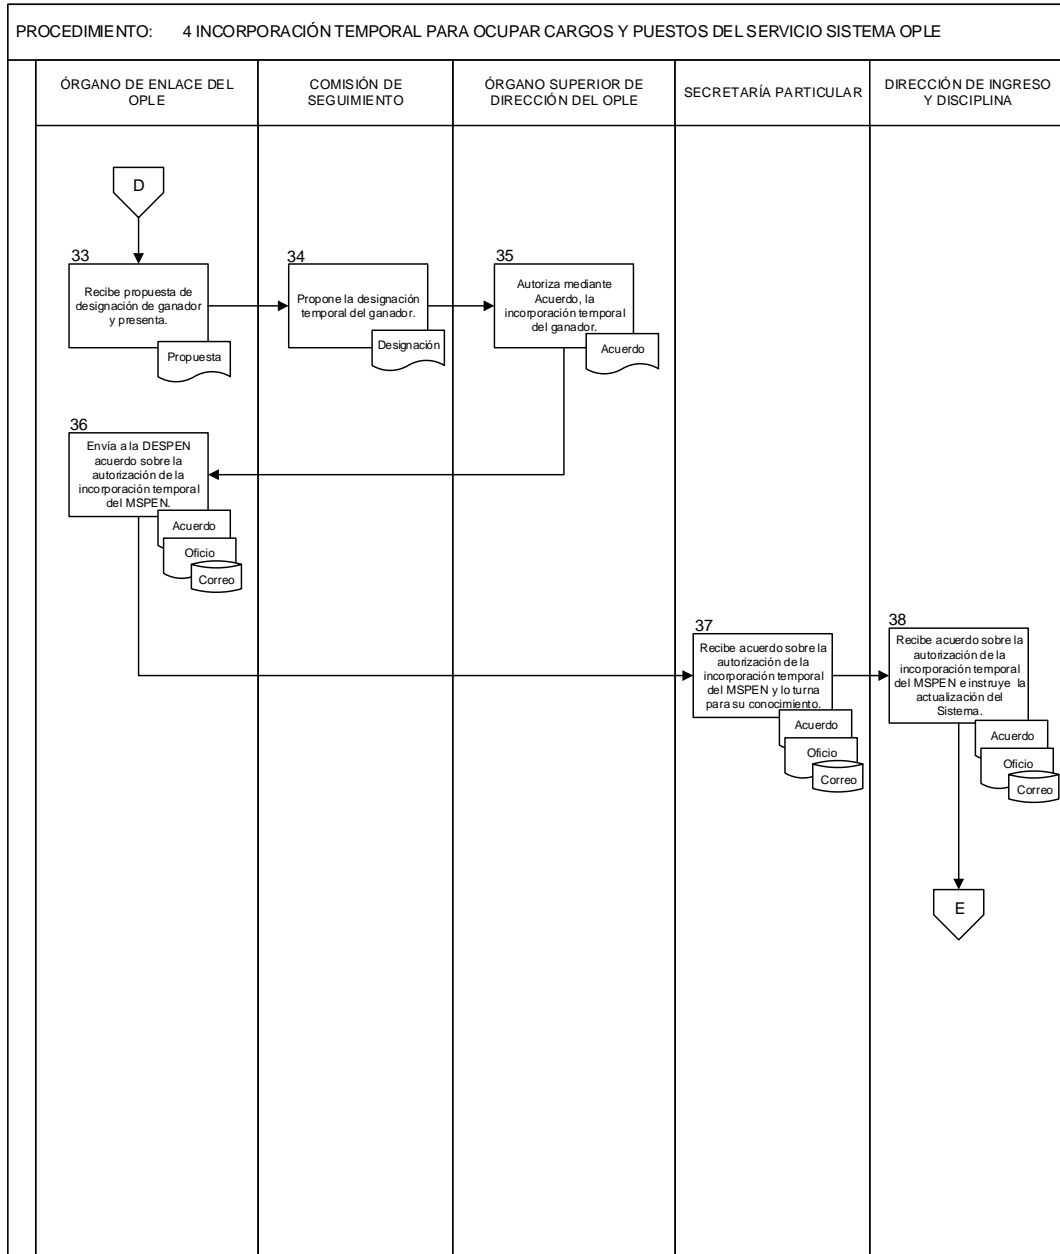 PROCEDIMIENTO: 4 INCORPORACIÓN TEMPORAL PARA OCUPAR CARGOS Y PUESTOS DEL SERVICIO SISTEMA OPLE
ÓRGANO DE ENLACE DEL
OPLE
COMISIÓN DE
SEGUIMIENTO
ÓRGANO SUPERIOR DE
DIRECCIÓN DEL OPLE
SECRETARÍA PARTICULAR
DIRECCIÓN DE INGRESO
Y DISCIPLINA
D
33
Recibe propuesta de
designación de ganador
y presenta.
Propuesta
34
Propone la designación
temporal del ganador.
Designación
35
Autoriza mediante
Acuerdo, la
incorporación temporal
del ganador.
Acuerdo
36
Envía a la DESPEN
acuerdo sobre la
autorización de la
incorporación temporal
del MSPEN.
Acuerdo
Oficio
Correo
37
Recibe acuerdo sobre la
autorización de la
incorporación temporal
del MSPEN y lo turna
para su conocimiento.
Acuerdo
Oficio
Correo
38
Recibe acuerdo sobre la
autorización de la
incorporación temporal
del MSPEN e instruye la
actualización del
Sistema.
Acuerdo
Oficio
Correo
E